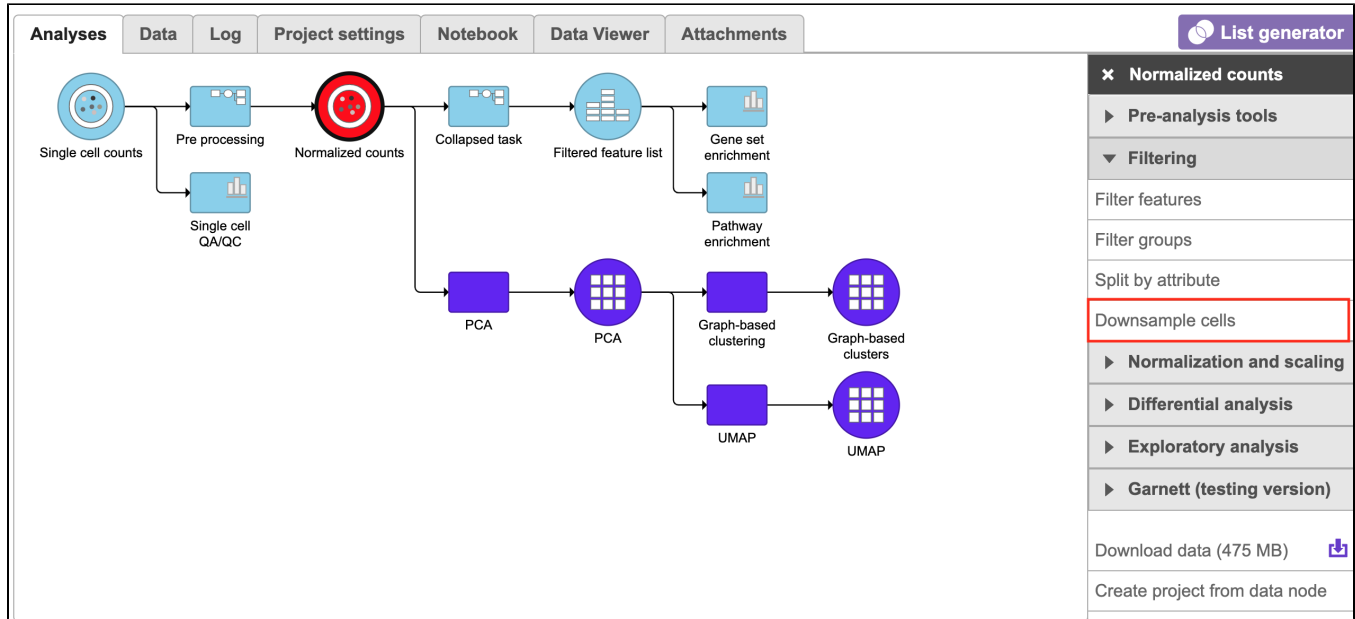 Analyses
Data
Log
Project settings
Notebook
Data Viewer
Attachments
List generator
Single cell counts
Pre processing
Normalized counts
Collapsed task
Filtered feature list
Gene set
enrichment
Single cell
QA/QC
Pathway
enrichment
PCA
PCA
Graph-based
clustering
Graph-based
clusters
UMAP
UMAP
Normalized counts
Pre-analysis tools
Filtering
Filter features
Filter groups
Split by attribute
Downsample cells
Normalization and scaling
Differential analysis
Exploratory analysis
Garnett (testing version)
Download data (475 MB)
Create project from data node